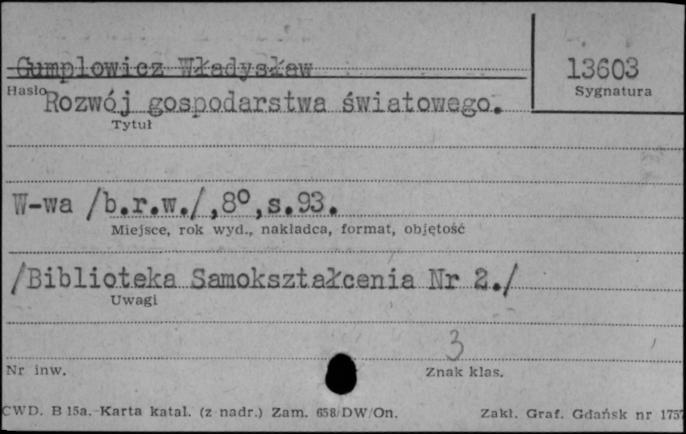 Gumplowicz Władysław
13603
Hasło
Sygnatura
Rozwój gospodarstwa światowego.
Tytuł
W-wa /b.r.w./,8°,s.93.
Miejsce, rok wyd., nakładca, format, objętość
/Biblioteka Samokształcenia Nr 2./
Uwagi
3
Nr inw.
Znak klas.
CWD. B 15a. Karta katal. (z nadr.) Zam. 658/DW/On.
Zakł. Graf. Gdańsk nr 1757